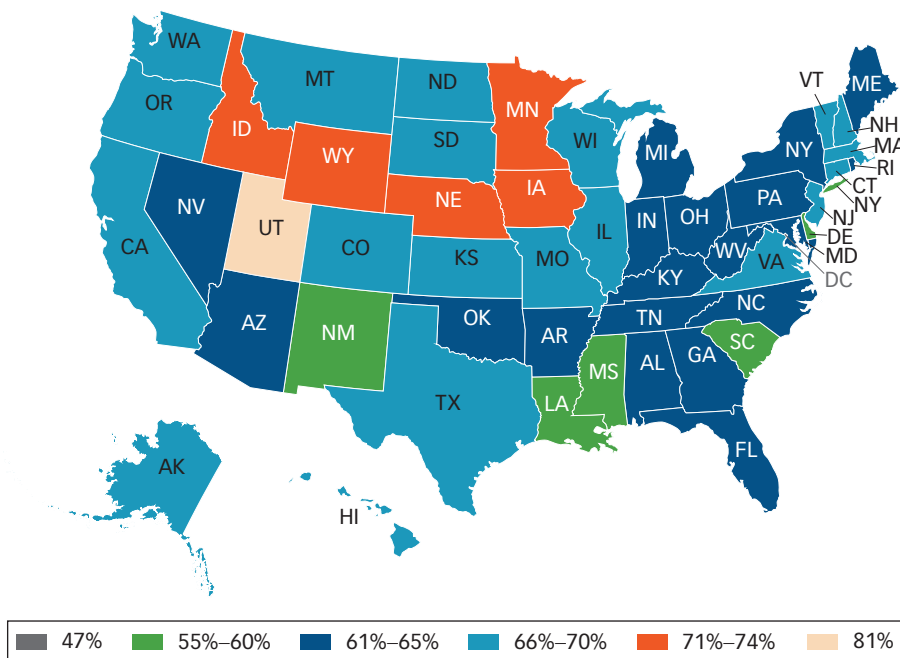 WA
MT
ND
MN
VT
ME
OR
ID
SD
WI
NH
MA
WY
MI
NY
RI
CT
NY
NV
UT
NE
IA
PA
NJ
DE
MD
DC
CA
CO
KS
MO
IL
IN
OH
WV
VA
KY
AZ
NM
OK
AR
TN
NC
SC
MS
AL
GA
LA
TX
FL
AK
HI
47% 55%–60% 61%–65% 66%–70% 71%–74% 81%